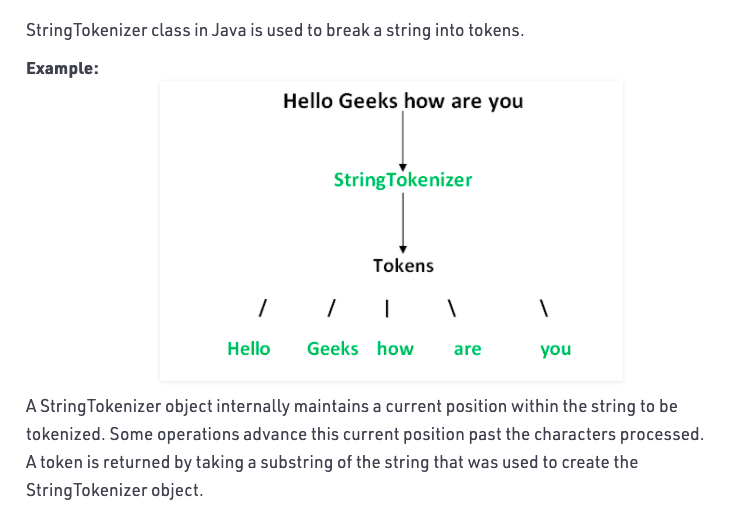 StringTokenizer class in Java is used to break a string into tokens.
Example:
Hello Geeks how are you
StringTokenizer
Tokens
/ / | \ \
Hello Geeks how are you
A StringTokenizer object internally maintains a current position within the string to be
tokenized. Some operations advance this current position past the characters processed.
A token is returned by taking a substring of the string that was used to create the
StringTokenizer object.